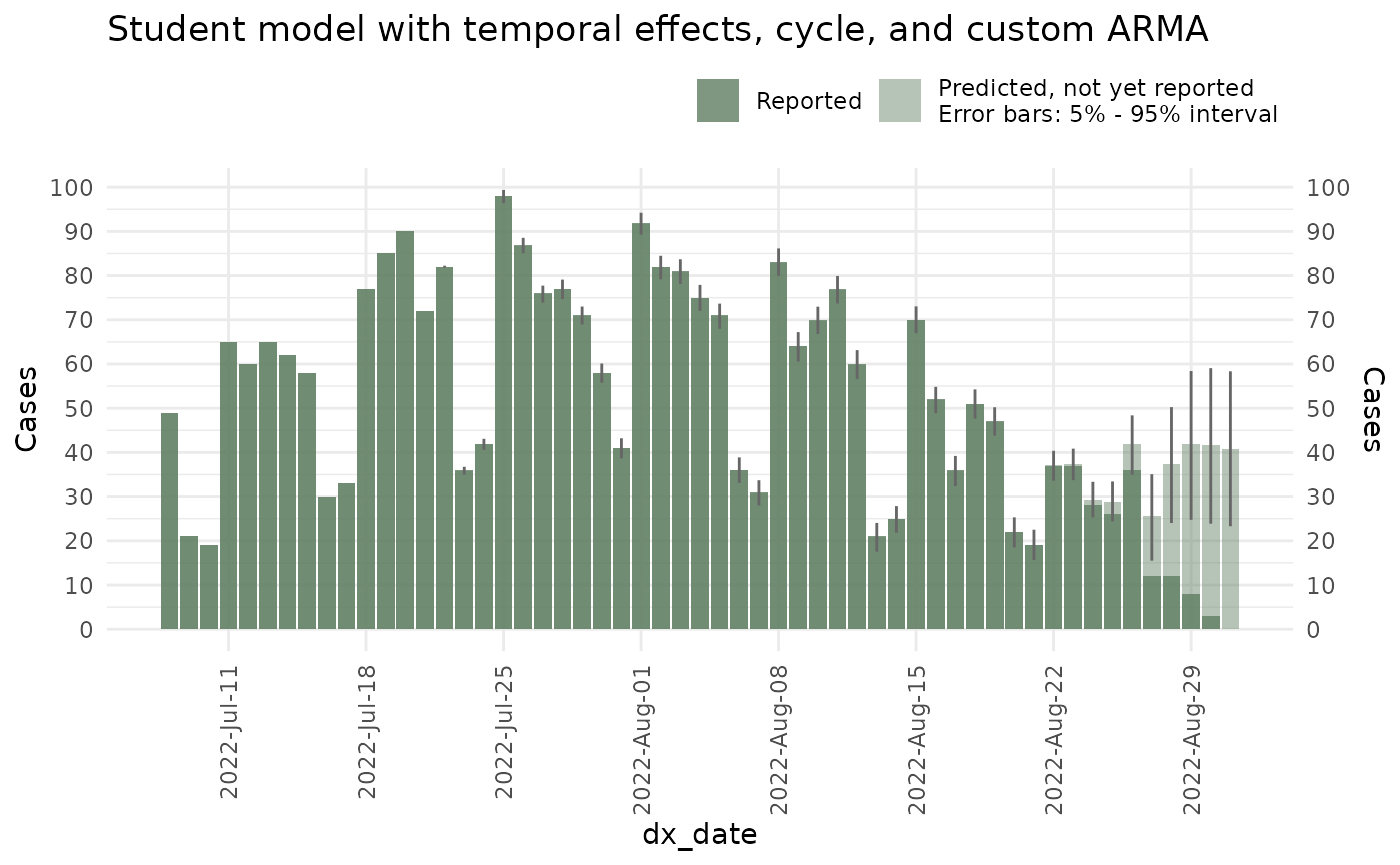 Student model with temporal effects, cycle, and custom ARMA
Reported
Predicted, not yet reported
Error bars: 5% - 95% interval
Cases
100
90
80
70
60
50
40
30
20
10
0
100
90
80
70
60
50
40
30
20
10
0
Cases
2022-Jul-11
2022-Jul-18
2022-Jul-25
2022-Aug-01
2022-Aug-08
2022-Aug-15
2022-Aug-22
2022-Aug-29
dx_date